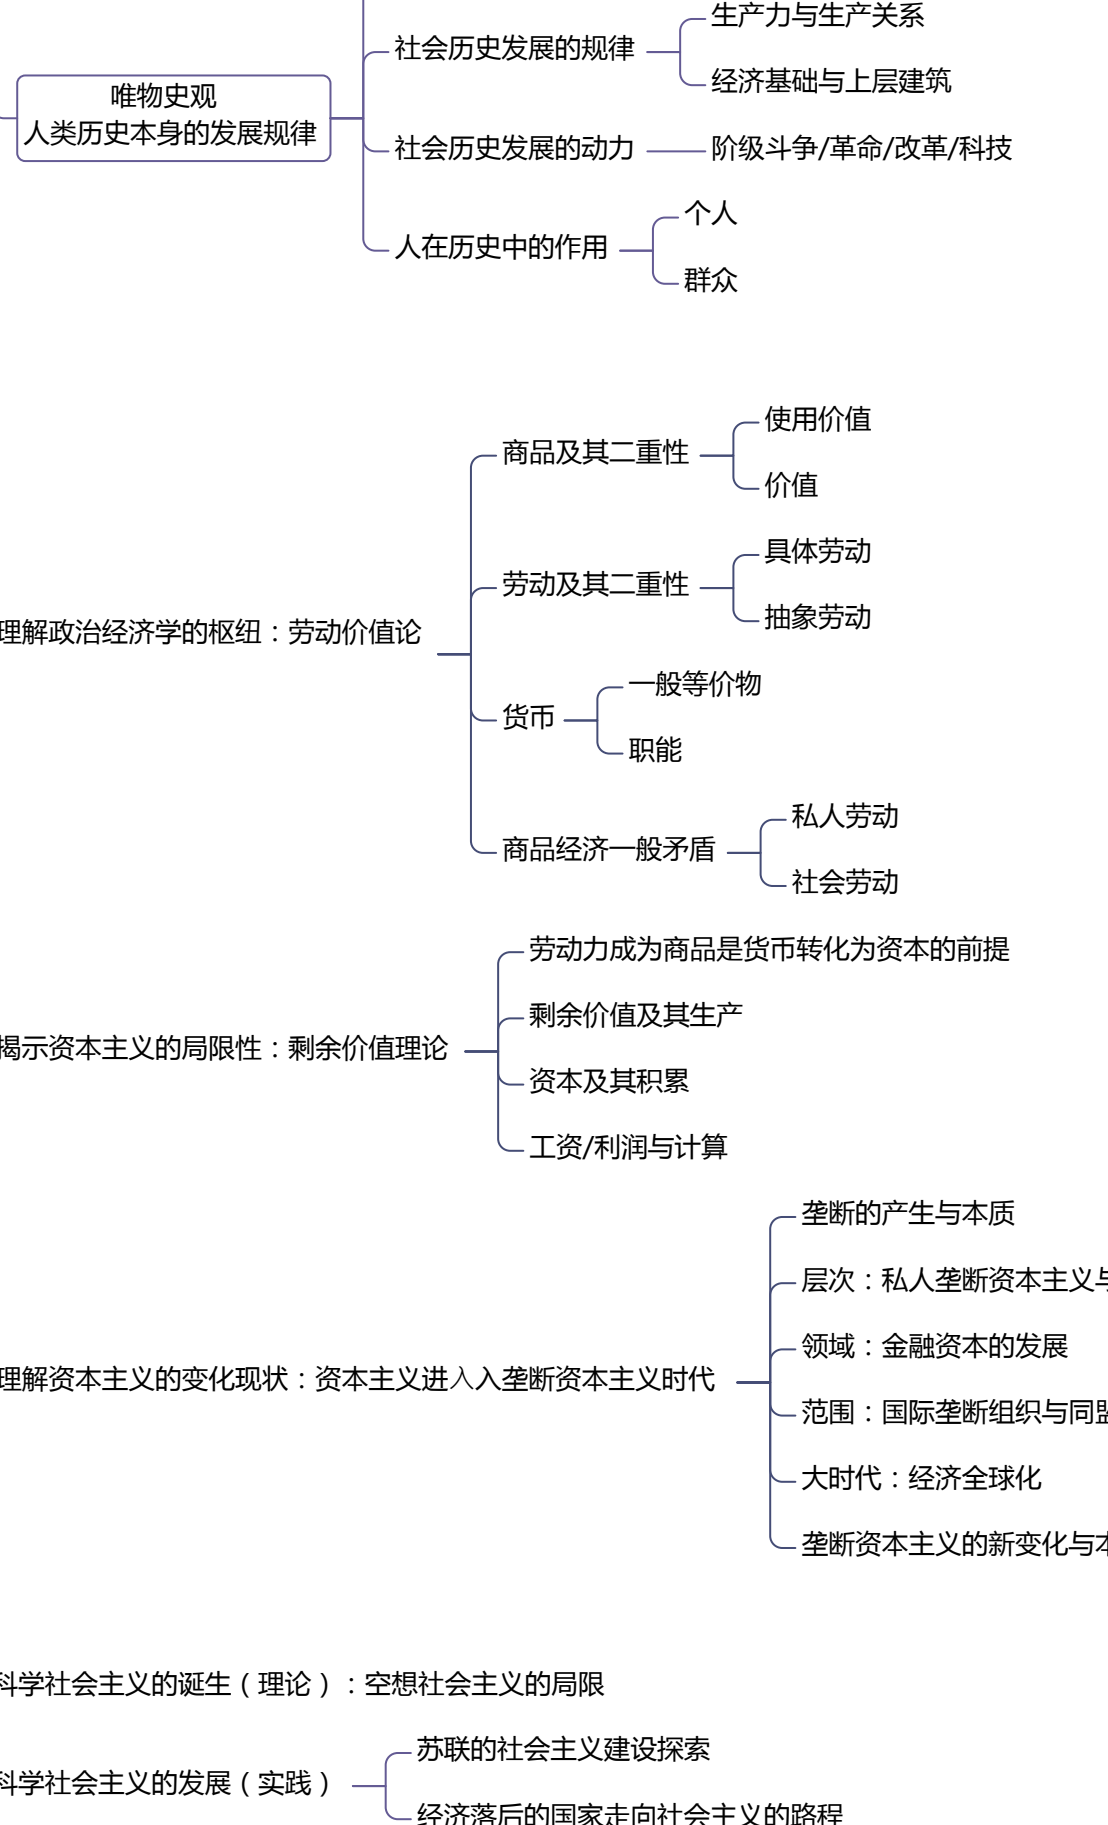 生产力与生产关系
社会历史发展的规律
经济基础与上层建筑
唯物史观
人类历史本身的发展规律
社会历史发展的动力
阶级斗争/革命/改革/科技
个人
人在历史中的作用
群众
使用价值
商品及其二重性
价值
具体劳动
劳动及其二重性
抽象劳动
理解政治经济学的枢纽：劳动价值论
一般等价物
货币
职能
私人劳动
商品经济一般矛盾
社会劳动
劳动力成为商品是货币转化为资本的前提
剩余价值及其生产
揭示资本主义的局限性：剩余价值理论
资本及其积累
工资/利润与计算
垄断的产生与本质
层次：私人垄断资本主义与
领域：金融资本的发展
理解资本主义的变化现状：资本主义进入入垄断资本主义时代
范围：国际垄断组织与同盟
大时代：经济全球化
垄断资本主义的新变化与本
科学社会主义的诞生（理论）：空想社会主义的局限
苏联的社会主义建设探索
科学社会主义的发展（实践）
经济落后的国家走向社会主义的路程